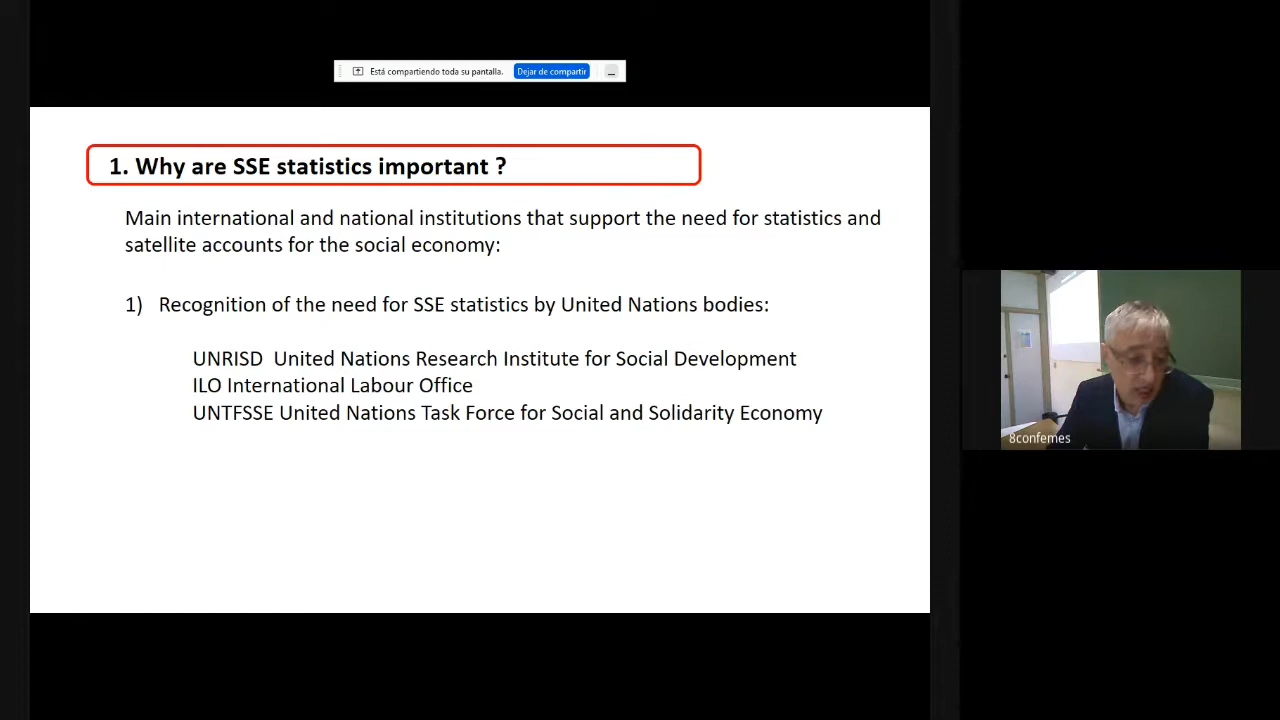 Está compartiendo toda su pantalla. Dejar de compartir
1. Why are SSE statistics important ?
Main international and national institutions that support the need for statistics and
satellite accounts for the social economy:
1) Recognition of the need for SSE statistics by United Nations bodies:
UNRISD United Nations Research Institute for Social Development
ILO International Labour Office
UNTFSSE United Nations Task Force for Social and Solidarity Economy
8confemes